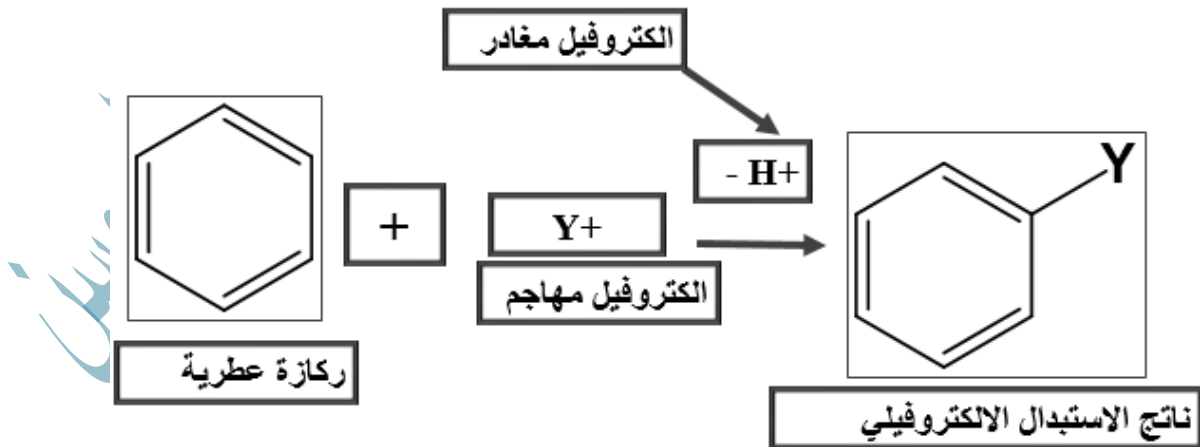 الكتروفيل مغادر
- H+
Y
+
Y+
الكتروفيل مهاجم
ركازة عطرية
ناتج الاستبدال الالكتروفيلي